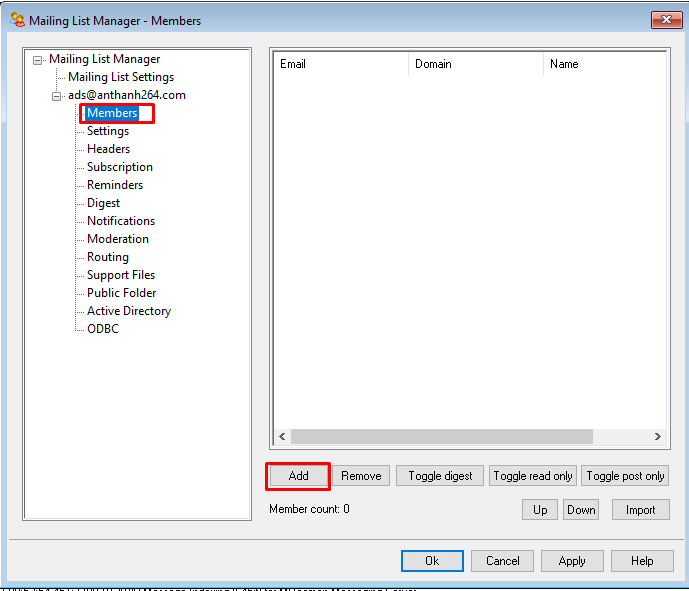 Mailing List Manager - Members
Mailing List Manager
Mailing List Settings
ads@anthanh264.com
Members
Settings
Headers
Subscription
Reminders
Digest
Notifications
Moderation
Routing
Support Files
Public Folder
Active Directory
ODBC
Email Domain Name
Add Remove Toggle digest Toggle read only Toggle post only
Member count: 0 Up Down Import
Ok Cancel Apply Help